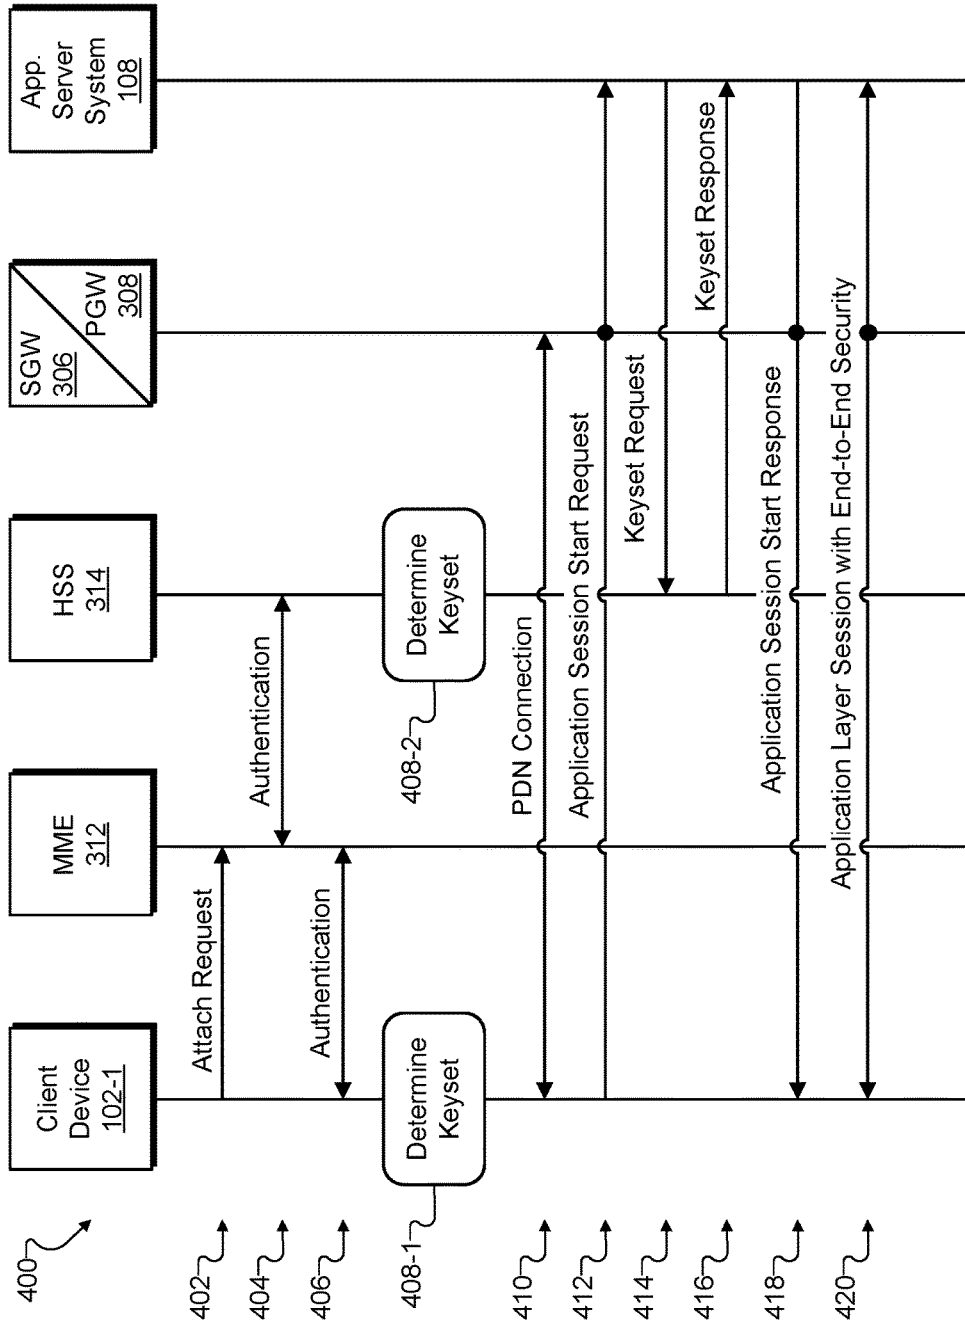 400
Client
Device
102-1
MME
312
HSS
314
SGW
306
PGW
308
App.
Server
System
108
402
Attach Request
404
Authentication
406
Authentication
408-1
Determine
Keyset
408-2
Determine
Keyset
410
PDN Connection
412
Application Session Start Request
414
Keyset Request
416
Keyset Response
418
Application Session Start Response
420
Application Layer Session with End-to-End Security